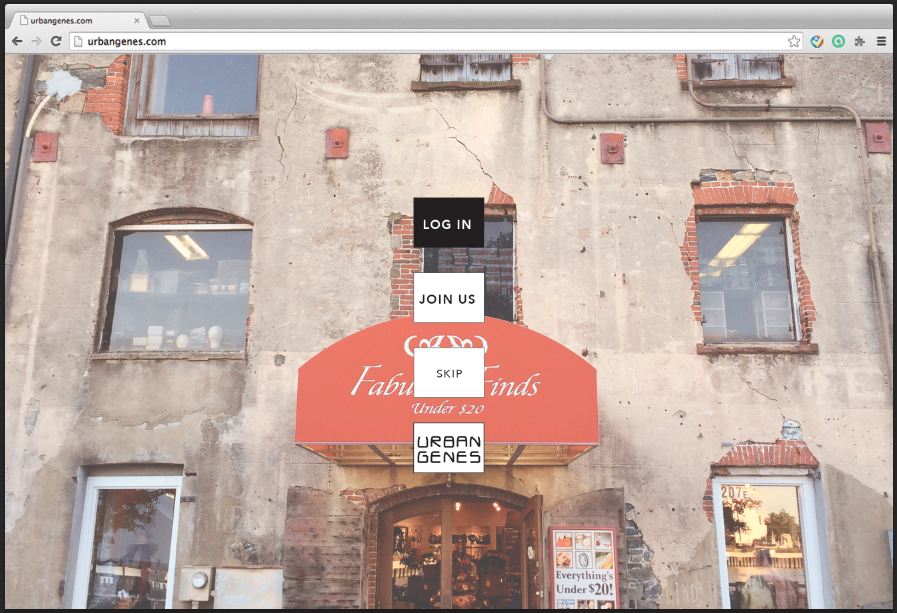 urbangenes.com
urbangenes.com
LOG IN
JOIN US
SKIP
Fabu Finds
Under $20
URBAN
GENES
207E
Everything's
Under $20!